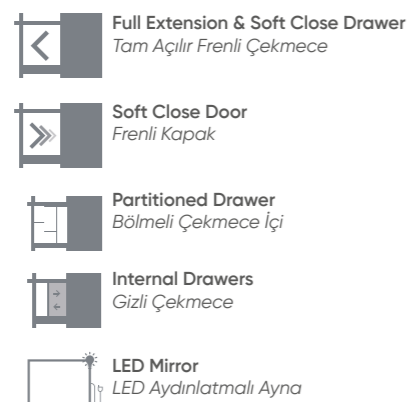 Full Extension & Soft Close Drawer
Tam Açılır Frenli Çekmece
Soft Close Door
Frenli Kapak
Partitioned Drawer
Bölmeli Çekmece İçi
Internal Drawers
Gizli Çekmece
LED Mirror
LED Aydınlatmalı Ayna